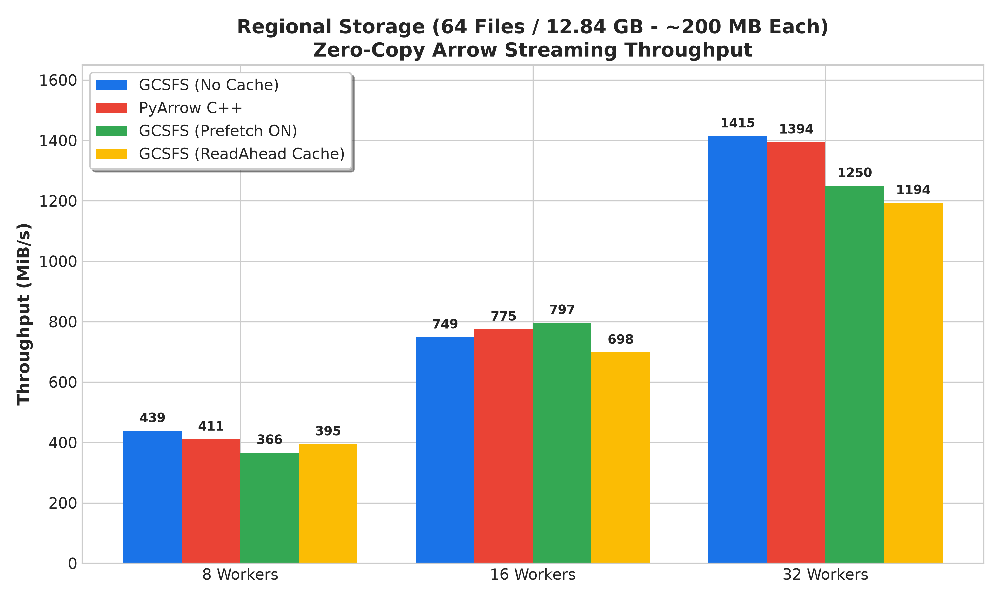 Regional Storage (64 Files / 12.84 GB - ~200 MB Each)
Zero-Copy Arrow Streaming Throughput
Throughput (MiB/s)
1600
1400
1200
1000
800
600
400
200
0
GCSFS (No Cache)
PyArrow C++
GCSFS (Prefetch ON)
GCSFS (ReadAhead Cache)
439
411
366
395
749
775
797
698
1415
1394
1250
1194
8 Workers
16 Workers
32 Workers